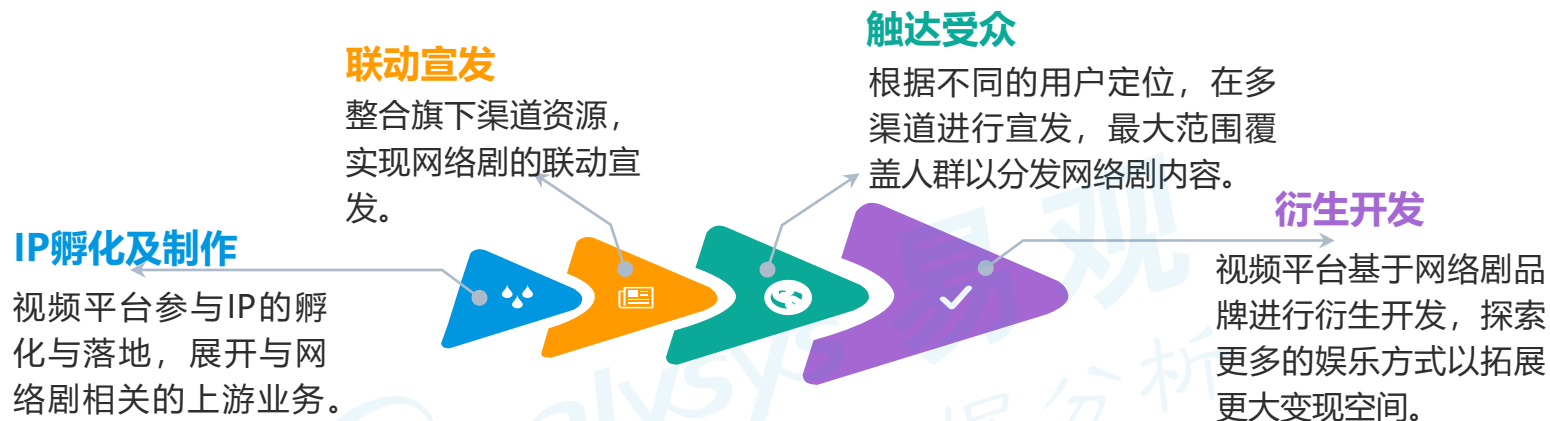 IP孵化及制作
视频平台参与IP的孵
化与落地，展开与网
络剧相关的上游业务。
联动宣发
整合旗下渠道资源，
实现网络剧的联动宣
发。
触达受众
根据不同的用户定位，在多
渠道进行宣发，最大范围覆
盖人群以分发网络剧内容。
衍生开发
视频平台基于网络剧品
牌进行衍生开发，探索
更多的娱乐方式以拓展
更大变现空间。
易观